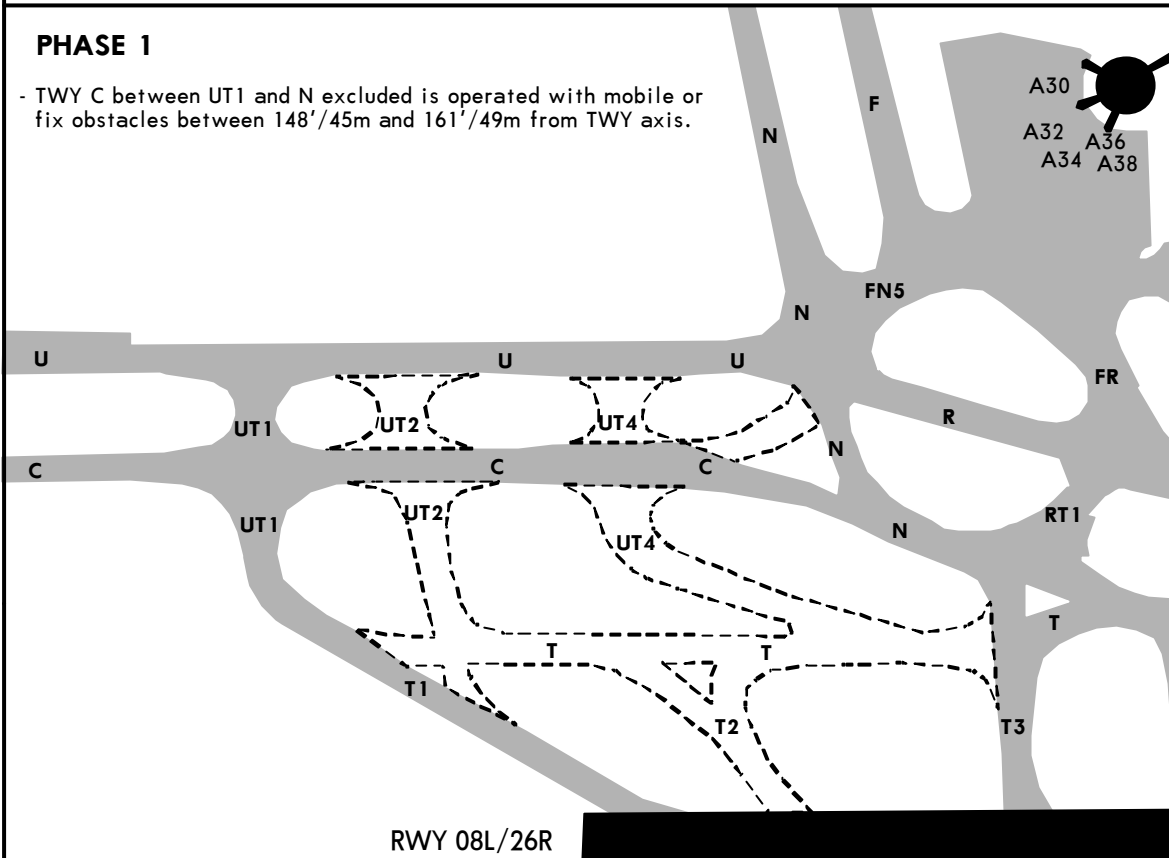 PHASE 1
- TWY C between UT1 and N excluded is operated with mobile or
fix obstacles between 148'/45m and 161'/49m from TWY axis.
A30
F
N
A32
A36
A34
A38
FN5
N
U
U
U
FR
R
UT1
UT2
UT4
N
C
C
C
UT1
UT2
UT4
N
RT1
T
T
T
T1
T2
T3
RWY 08L/26R